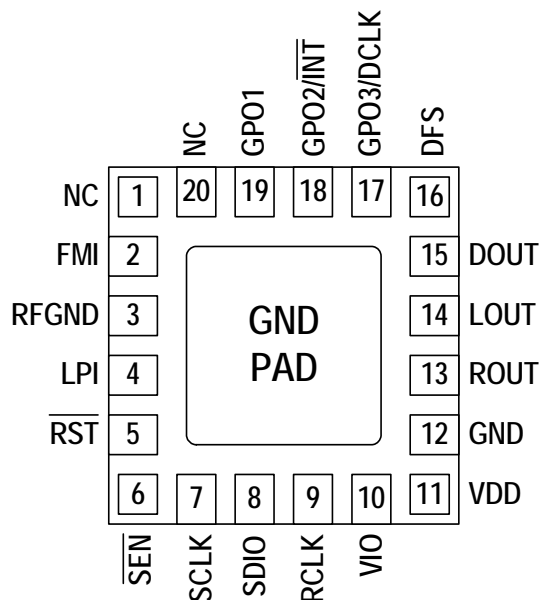 NC
GPO1
GPO2/INT
GPO3/DCLK
DFS
NC 1 20 19 18 17 16
FMI 2 15 DOUT
RFGND 3 GND 14 LOUT
LPI 4 PAD 13 ROUT
RST 5 12 GND
6 7 8 9 10 11 VDD
SEN
SCLK
SDIO
RCLK
VIO